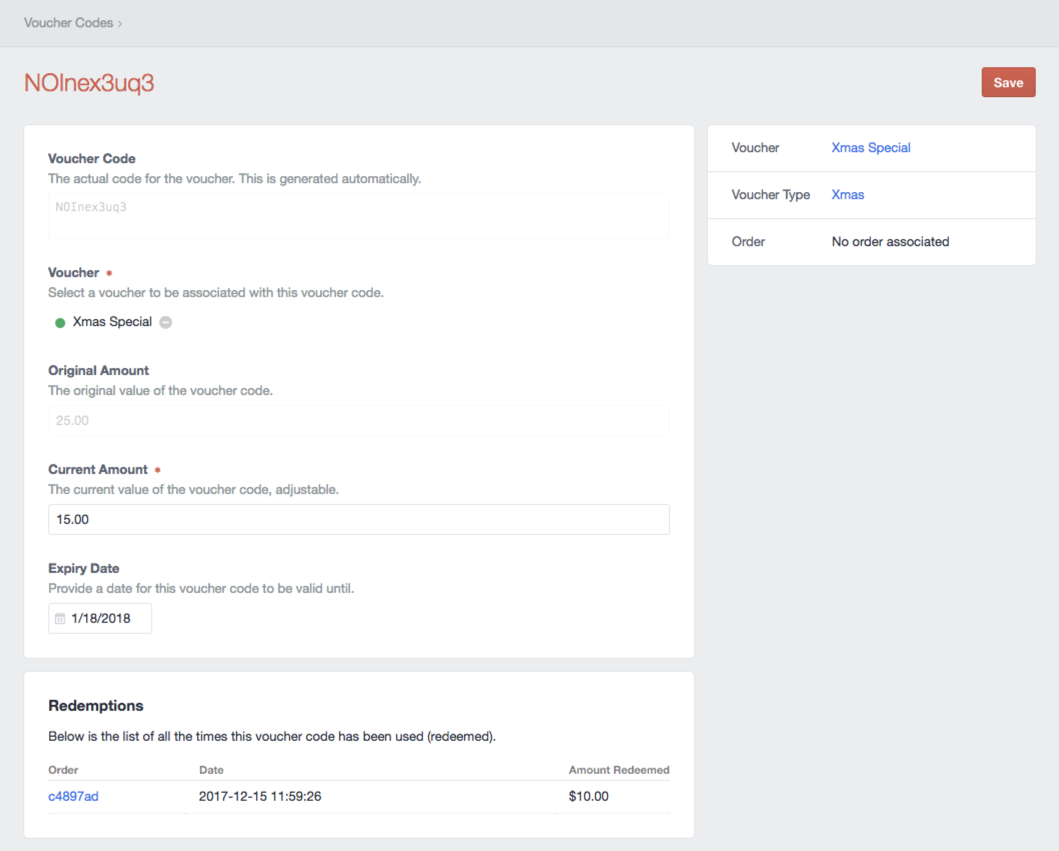 Voucher Codes ›
NOInex3uq3
Save
Voucher Code
The actual code for the voucher. This is generated automatically.
NOInex3uq3
Voucher *
Select a voucher to be associated with this voucher code.
Xmas Special
Original Amount
The original value of the voucher code.
25.00
Current Amount *
The current value of the voucher code, adjustable.
15.00
Expiry Date
Provide a date for this voucher code to be valid until.
1/18/2018
Voucher Xmas Special
Voucher Type Xmas
Order No order associated
Redemptions
Below is the list of all the times this voucher code has been used (redeemed).
Order Date Amount Redeemed
c4897ad 2017-12-15 11:59:26 $10.00